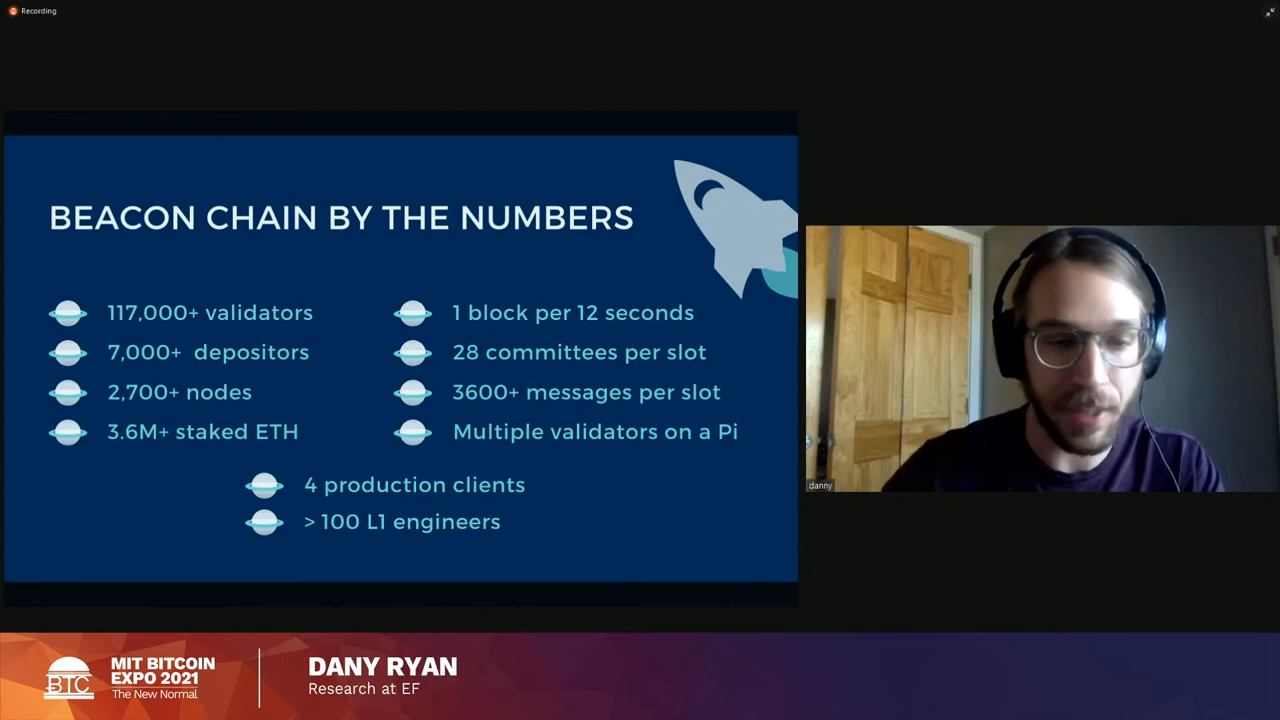 Recording
BEACON CHAIN BY THE NUMBERS
117,000+ validators
7,000+ depositors
2,700+ nodes
3.6M+ staked ETH
1 block per 12 seconds
28 committees per slot
3600+ messages per slot
Multiple validators on a Pi
4 production clients
> 100 L1 engineers
danny
BTC
MIT BITCOIN
EXPO 2021
The New Normal
DANY RYAN
Research at EF